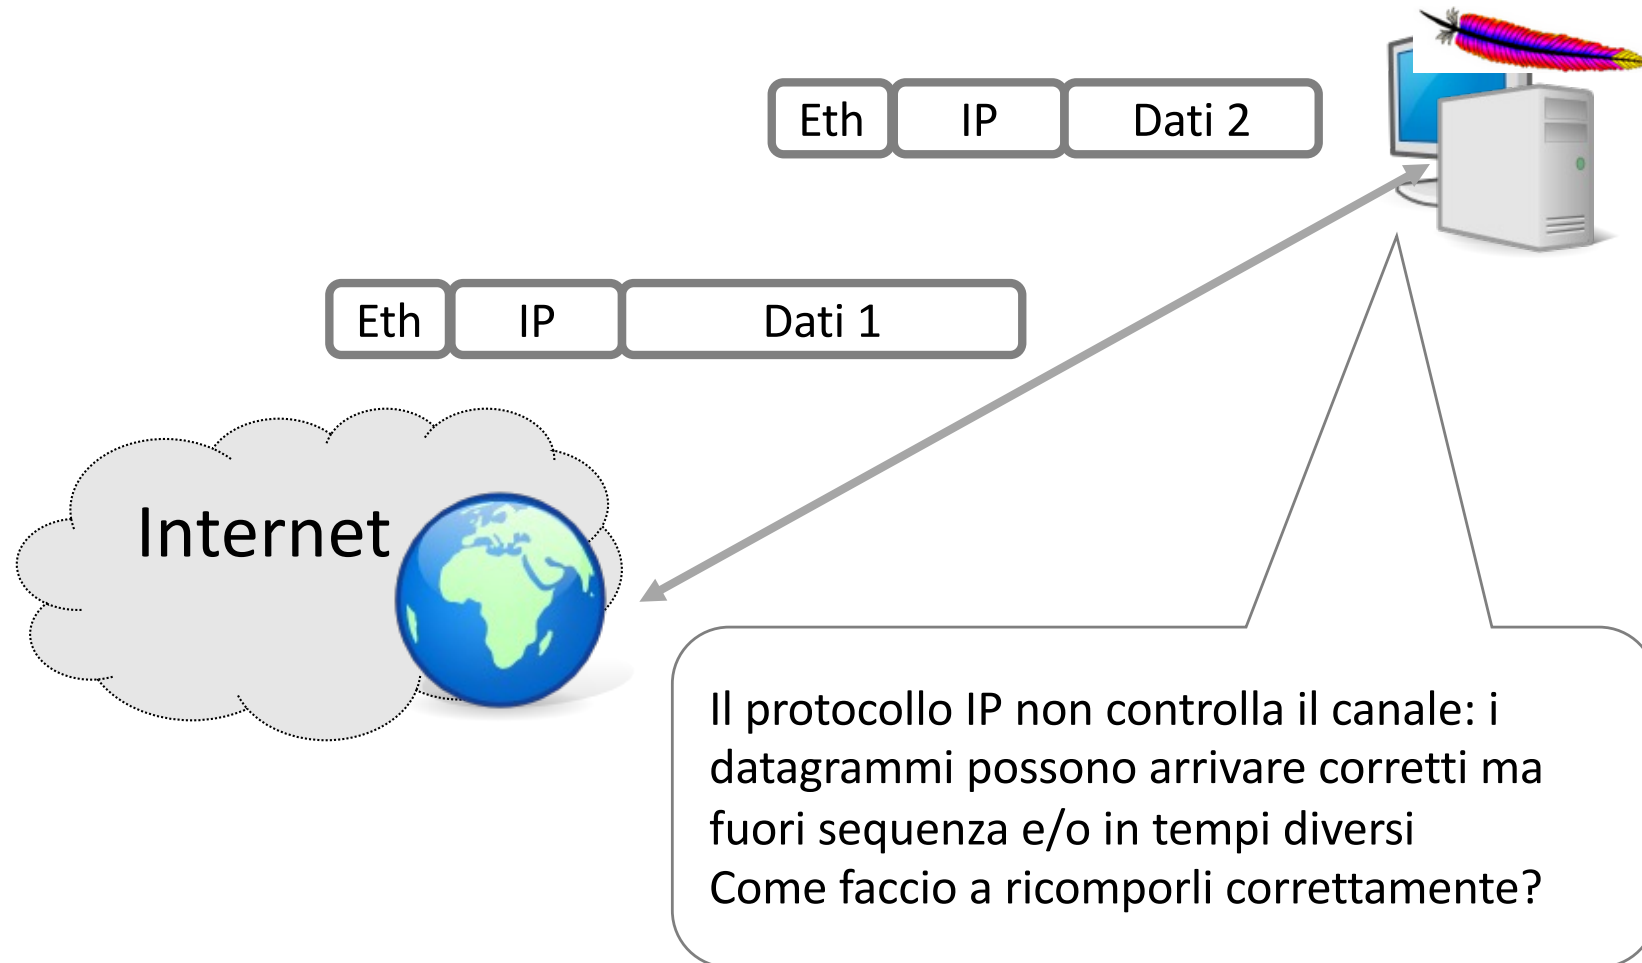 Eth IP Dati 2
Eth IP Dati 1
Internet
Il protocollo IP non controlla il canale: i
datagrammi possono arrivare corretti ma
fuori sequenza e/o in tempi diversi
Come faccio a ricomporli correttamente?